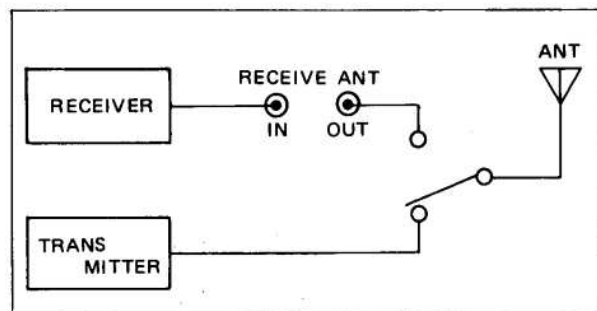 ANT
RECEIVE ANT
RECEIVER
IN OUT
TRANS
MITTER